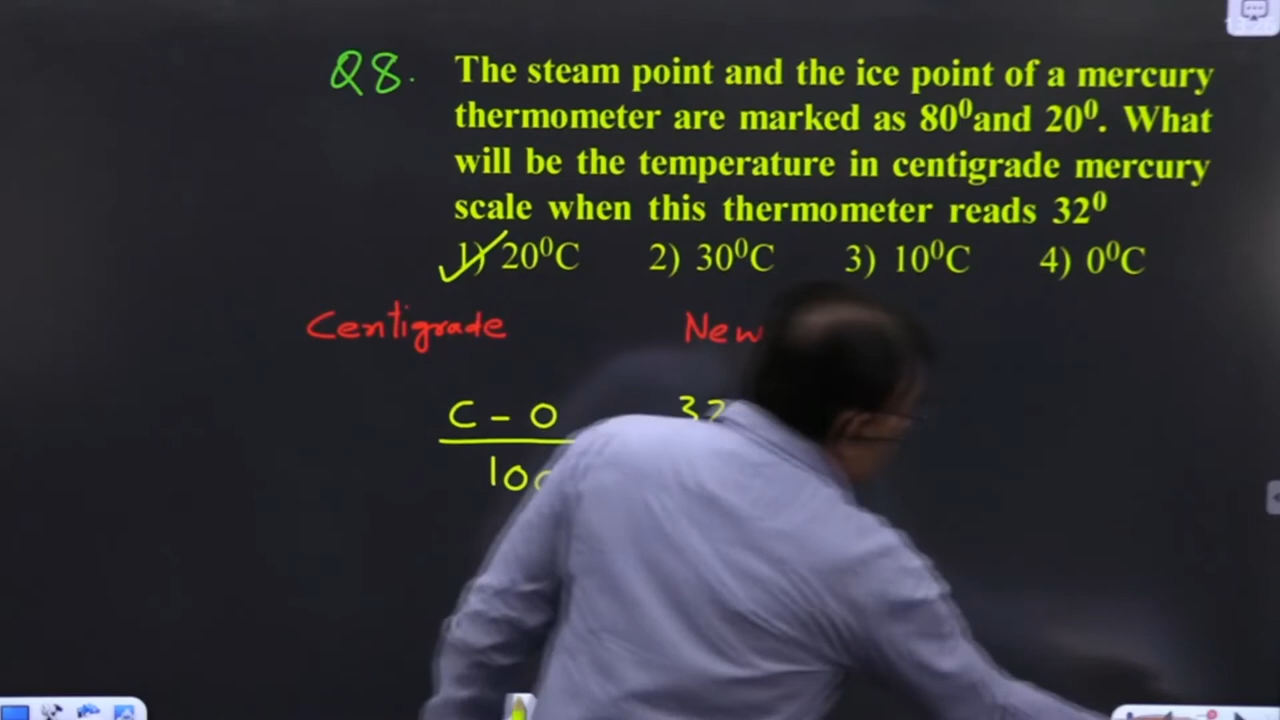 Q8. The steam point and the ice point of a mercury
thermometer are marked as 80⁰and 20⁰. What
will be the temperature in centigrade mercury
scale when this thermometer reads 32⁰
1) 20⁰C 2) 30⁰C 3) 10⁰C 4) 0⁰C
Centigrade New
C - 0 32
100